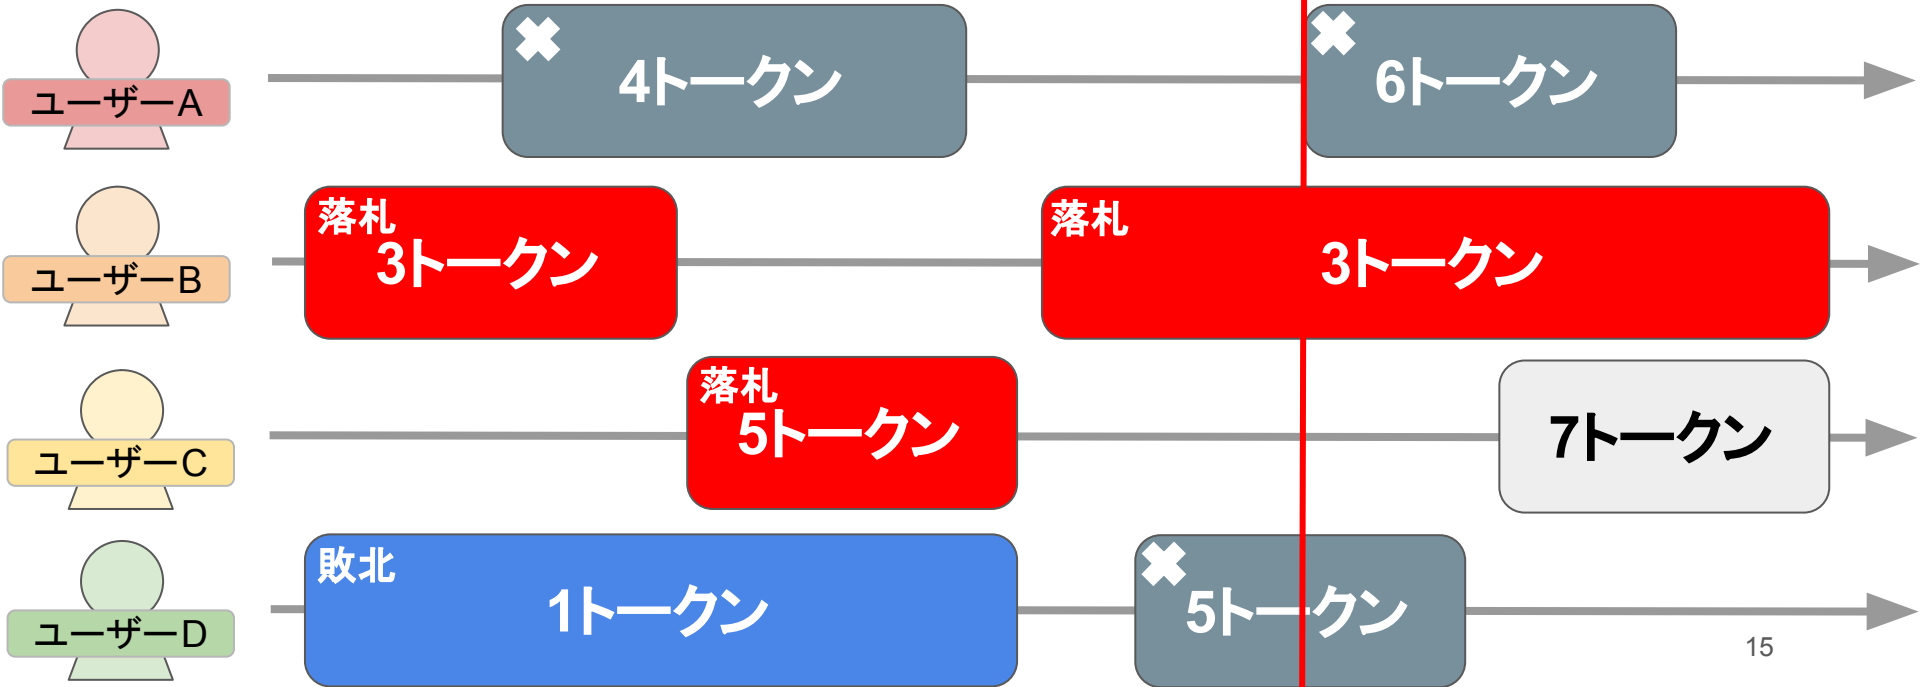 ユーザーA
4トークン
6トークン
ユーザーB
落札
3トークン
落札
3トークン
ユーザーC
落札
5トークン
7トークン
ユーザーD
敗北
1トークン
5トークン
15